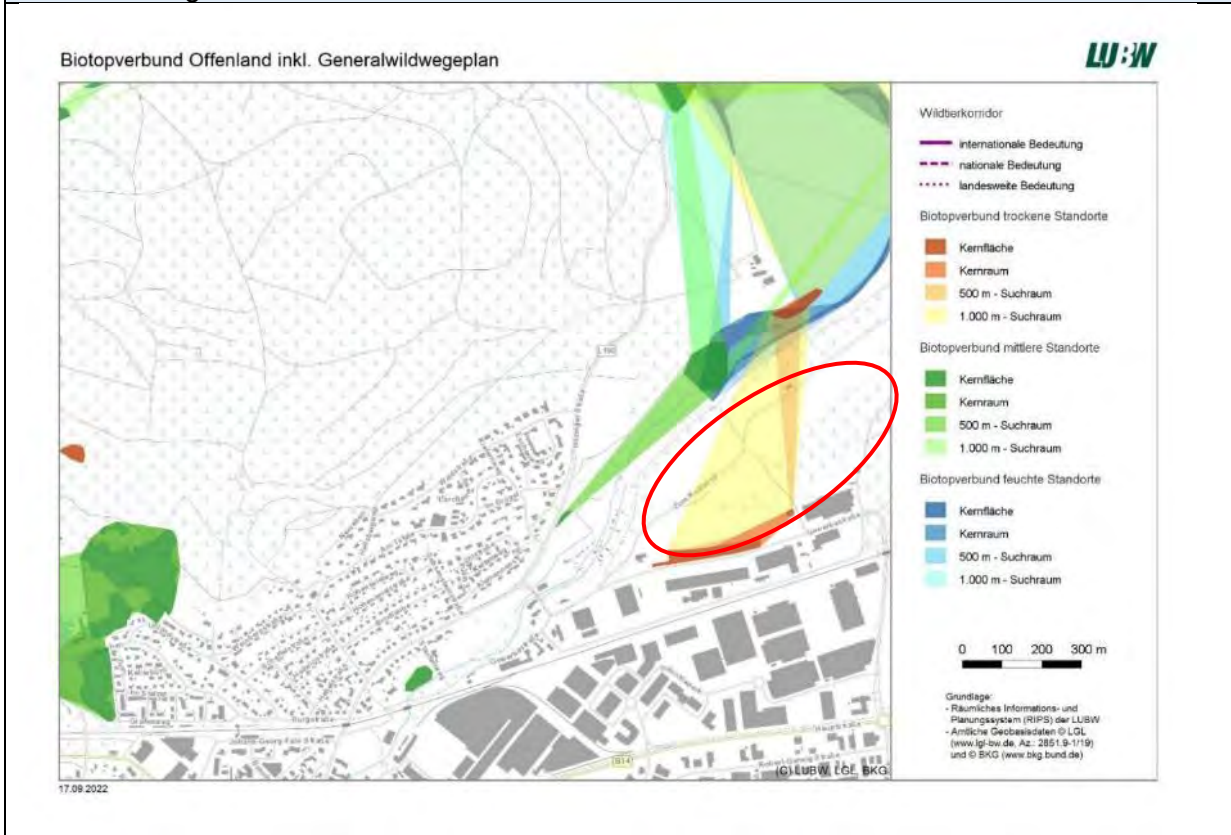 Biotopverbund Offenland inkl. Generalwildwegeplan
LUBW
Wildtierkorridor
internationale Bedeutung
nationale Bedeutung
landesweite Bedeutung
Biotopverbund trockene Standorte
Kernfläche
Kernraum
500 m - Suchraum
1.000 m - Suchraum
Biotopverbund mittlere Standorte
Kernfläche
Kernraum
500 m - Suchraum
1.000 m - Suchraum
Biotopverbund feuchte Standorte
Kernfläche
Kernraum
500 m - Suchraum
1.000 m - Suchraum
0 100 200 300 m
Grundlage:
- Räumliches Informations- und
Planungssystem (RIPS) der LUBW
- Amtliche Geobasisdaten © LGL
(www.lgl-bw.de, Az.: 2851.9-1/19)
und © BKG (www.bkg.bund.de)
Burgstraße
B14
(C) LUBW, LGL, BKG
17.09.2022